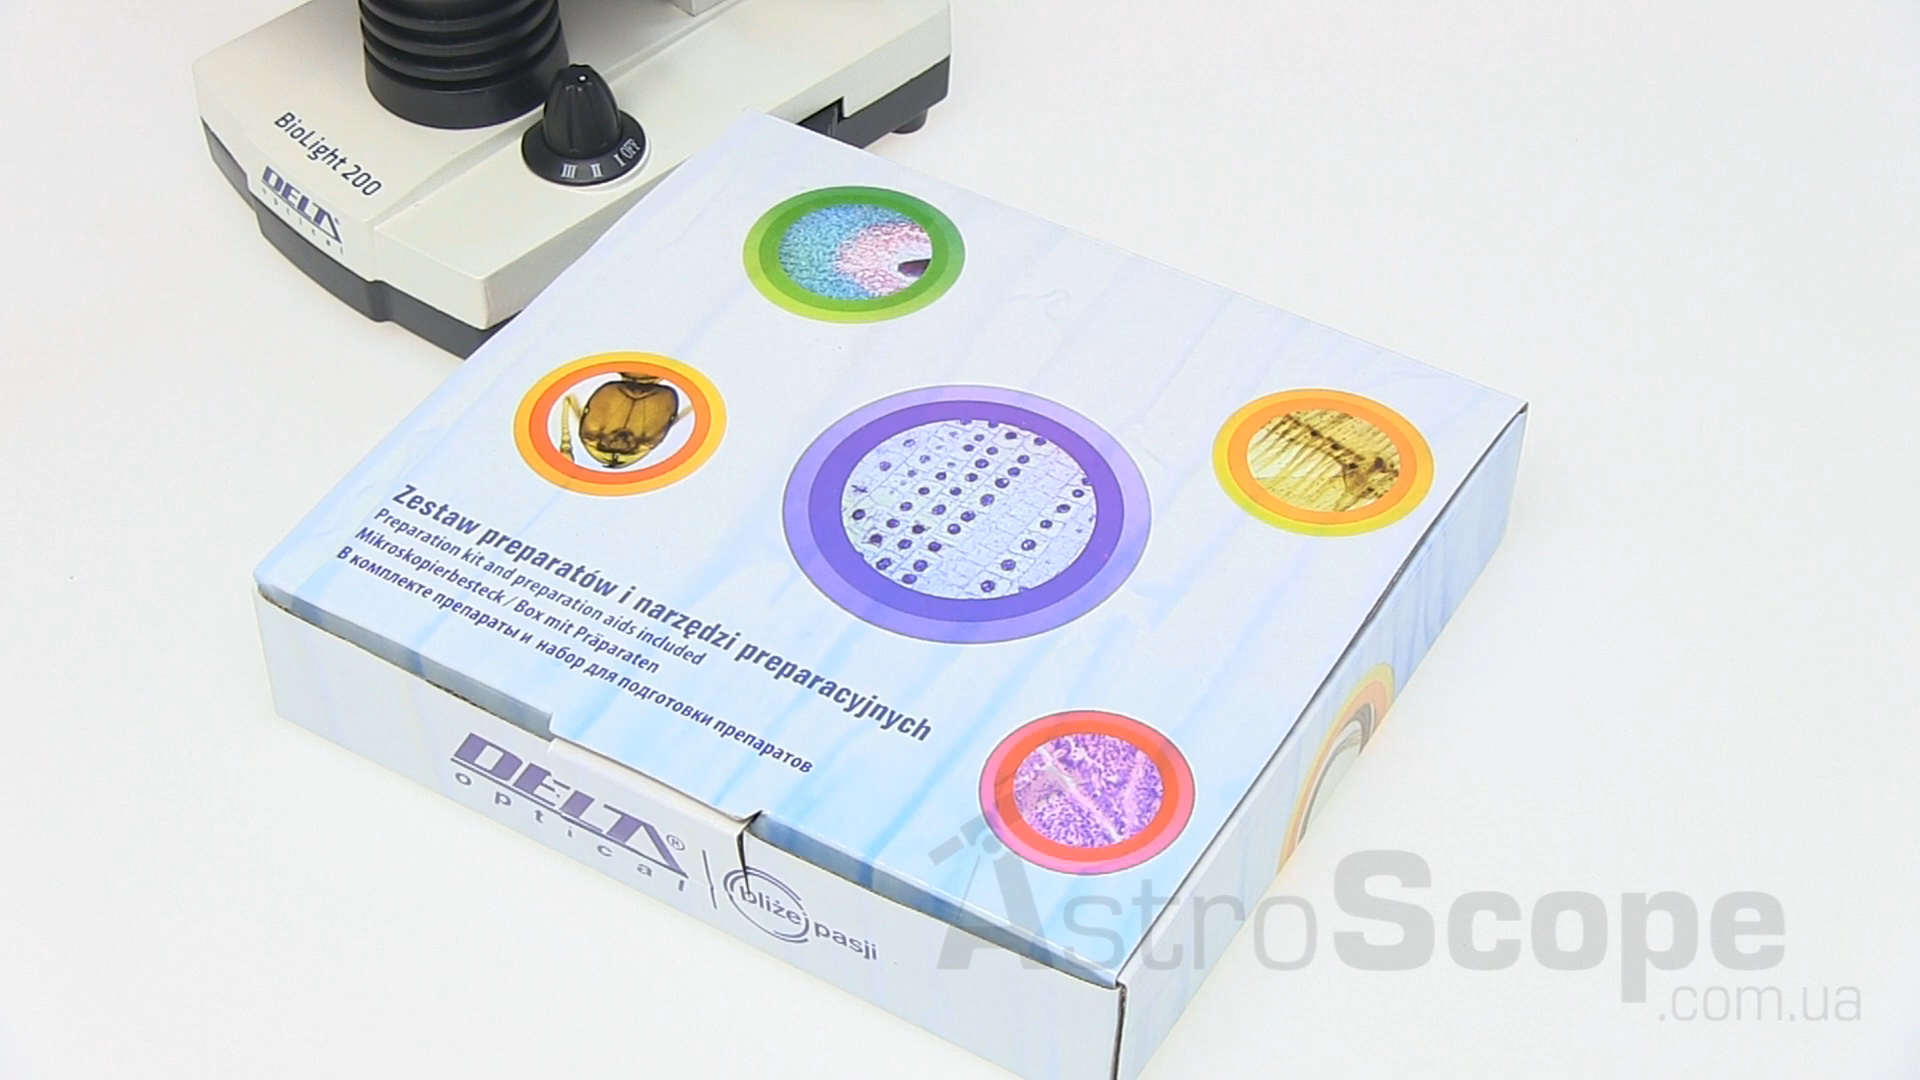 BioLight 200
DELTA
optical
III II I OFF
Zestaw preparatów i narzędzi preparacyjnych
Preparation kit and preparation aids included
Mikroskopierbesteck / Box mit Präparaten
В комплекте препараты и набор для подготовки препаратов
DELTA®
optical
bliżej pasji
AstroScope
.com.ua